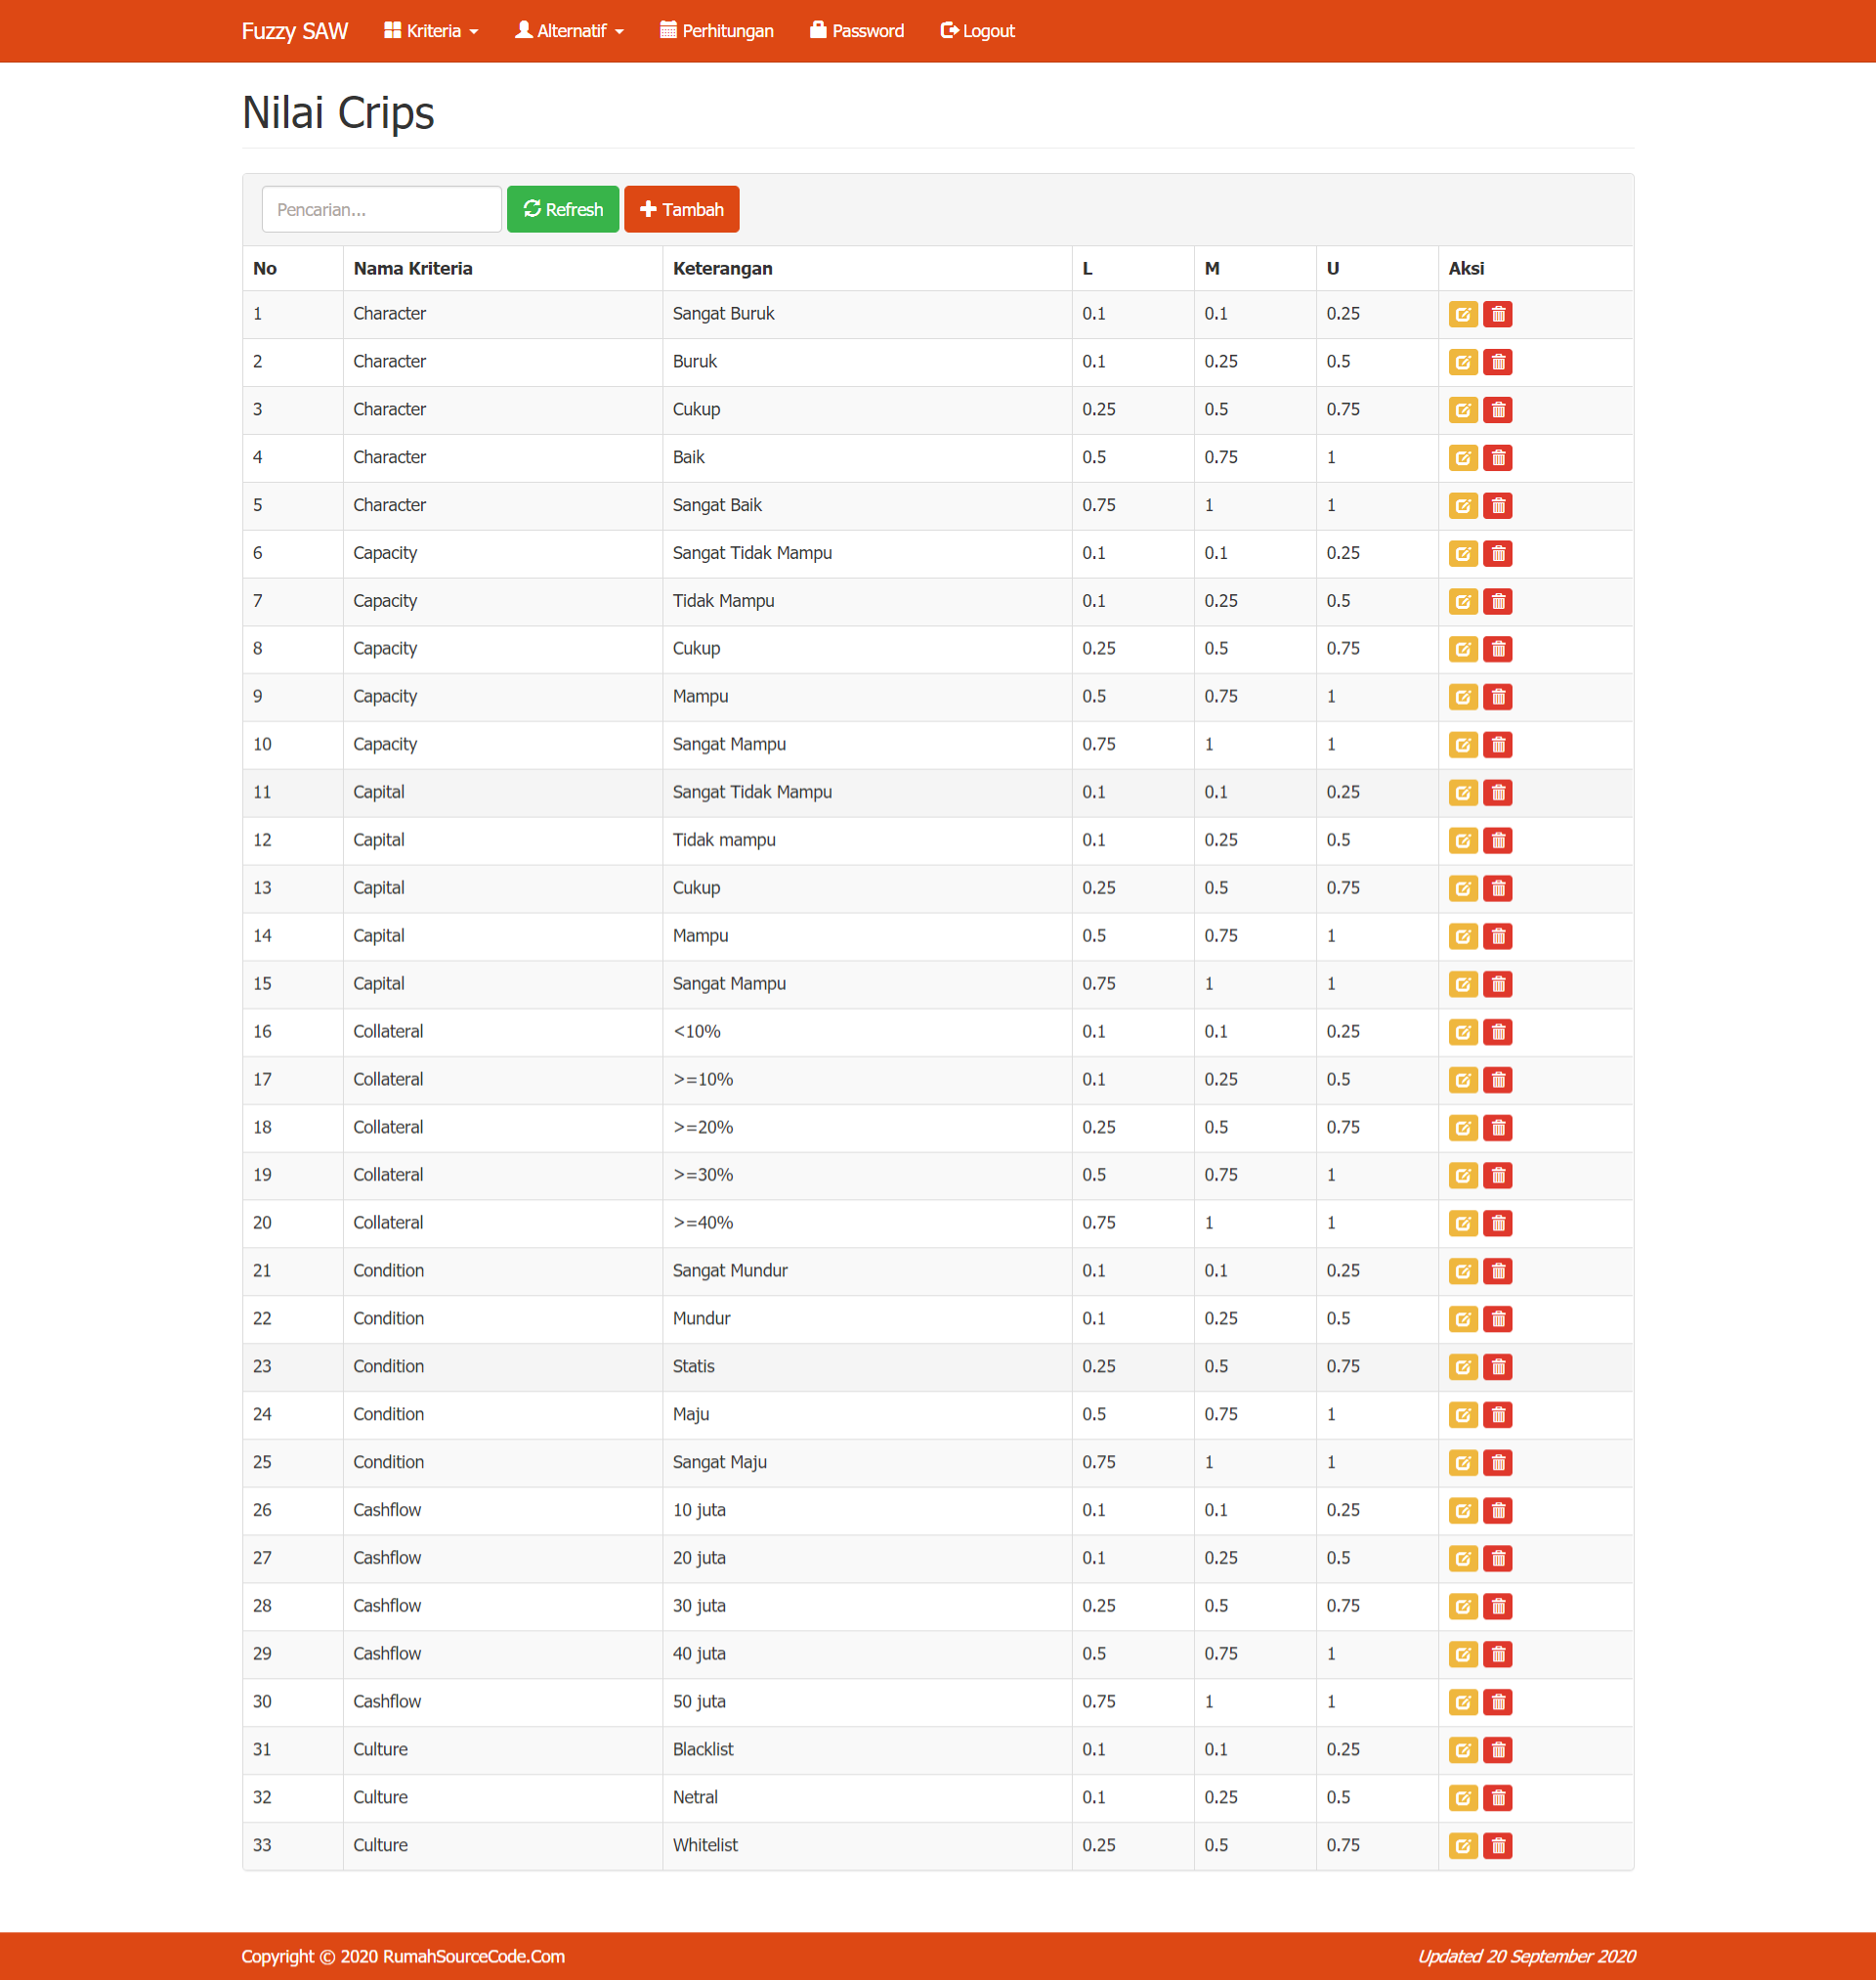 Fuzzy SAW Kriteria Alternatif Perhitungan Password Logout
Nilai Crips
Pencarian... Refresh Tambah
No Nama Kriteria Keterangan L M U Aksi
1 Character Sangat Buruk 0.1 0.1 0.25
2 Character Buruk 0.1 0.25 0.5
3 Character Cukup 0.25 0.5 0.75
4 Character Baik 0.5 0.75 1
5 Character Sangat Baik 0.75 1 1
6 Capacity Sangat Tidak Mampu 0.1 0.1 0.25
7 Capacity Tidak Mampu 0.1 0.25 0.5
8 Capacity Cukup 0.25 0.5 0.75
9 Capacity Mampu 0.5 0.75 1
10 Capacity Sangat Mampu 0.75 1 1
11 Capital Sangat Tidak Mampu 0.1 0.1 0.25
12 Capital Tidak mampu 0.1 0.25 0.5
13 Capital Cukup 0.25 0.5 0.75
14 Capital Mampu 0.5 0.75 1
15 Capital Sangat Mampu 0.75 1 1
16 Collateral <10% 0.1 0.1 0.25
17 Collateral >=10% 0.1 0.25 0.5
18 Collateral >=20% 0.25 0.5 0.75
19 Collateral >=30% 0.5 0.75 1
20 Collateral >=40% 0.75 1 1
21 Condition Sangat Mundur 0.1 0.1 0.25
22 Condition Mundur 0.1 0.25 0.5
23 Condition Statis 0.25 0.5 0.75
24 Condition Maju 0.5 0.75 1
25 Condition Sangat Maju 0.75 1 1
26 Cashflow 10 juta 0.1 0.1 0.25
27 Cashflow 20 juta 0.1 0.25 0.5
28 Cashflow 30 juta 0.25 0.5 0.75
29 Cashflow 40 juta 0.5 0.75 1
30 Cashflow 50 juta 0.75 1 1
31 Culture Blacklist 0.1 0.1 0.25
32 Culture Netral 0.1 0.25 0.5
33 Culture Whitelist 0.25 0.5 0.75
Copyright © 2020 RumahSourceCode.Com Updated 20 September 2020